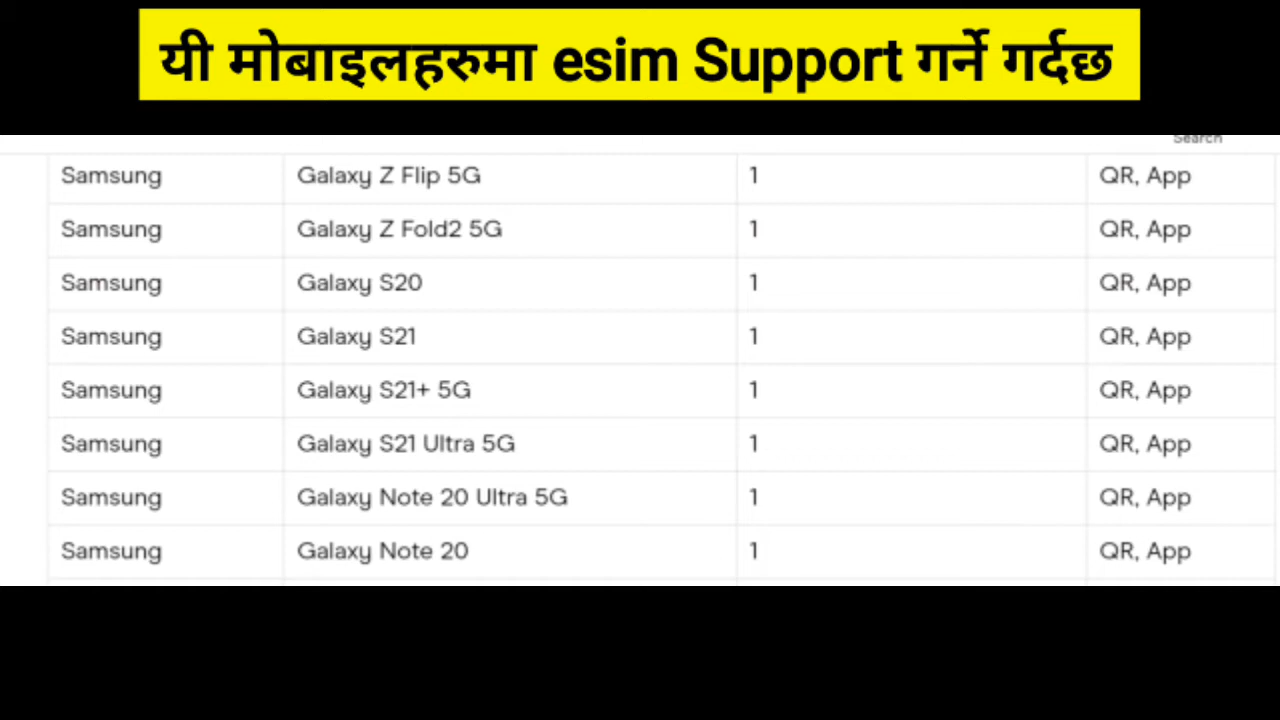 यी मोबाइलहरुमा esim Support गर्ने गर्दछ
Search
Samsung Galaxy Z Flip 5G 1 QR, App
Samsung Galaxy Z Fold2 5G 1 QR, App
Samsung Galaxy S20 1 QR, App
Samsung Galaxy S21 1 QR, App
Samsung Galaxy S21+ 5G 1 QR, App
Samsung Galaxy S21 Ultra 5G 1 QR, App
Samsung Galaxy Note 20 Ultra 5G 1 QR, App
Samsung Galaxy Note 20 1 QR, App